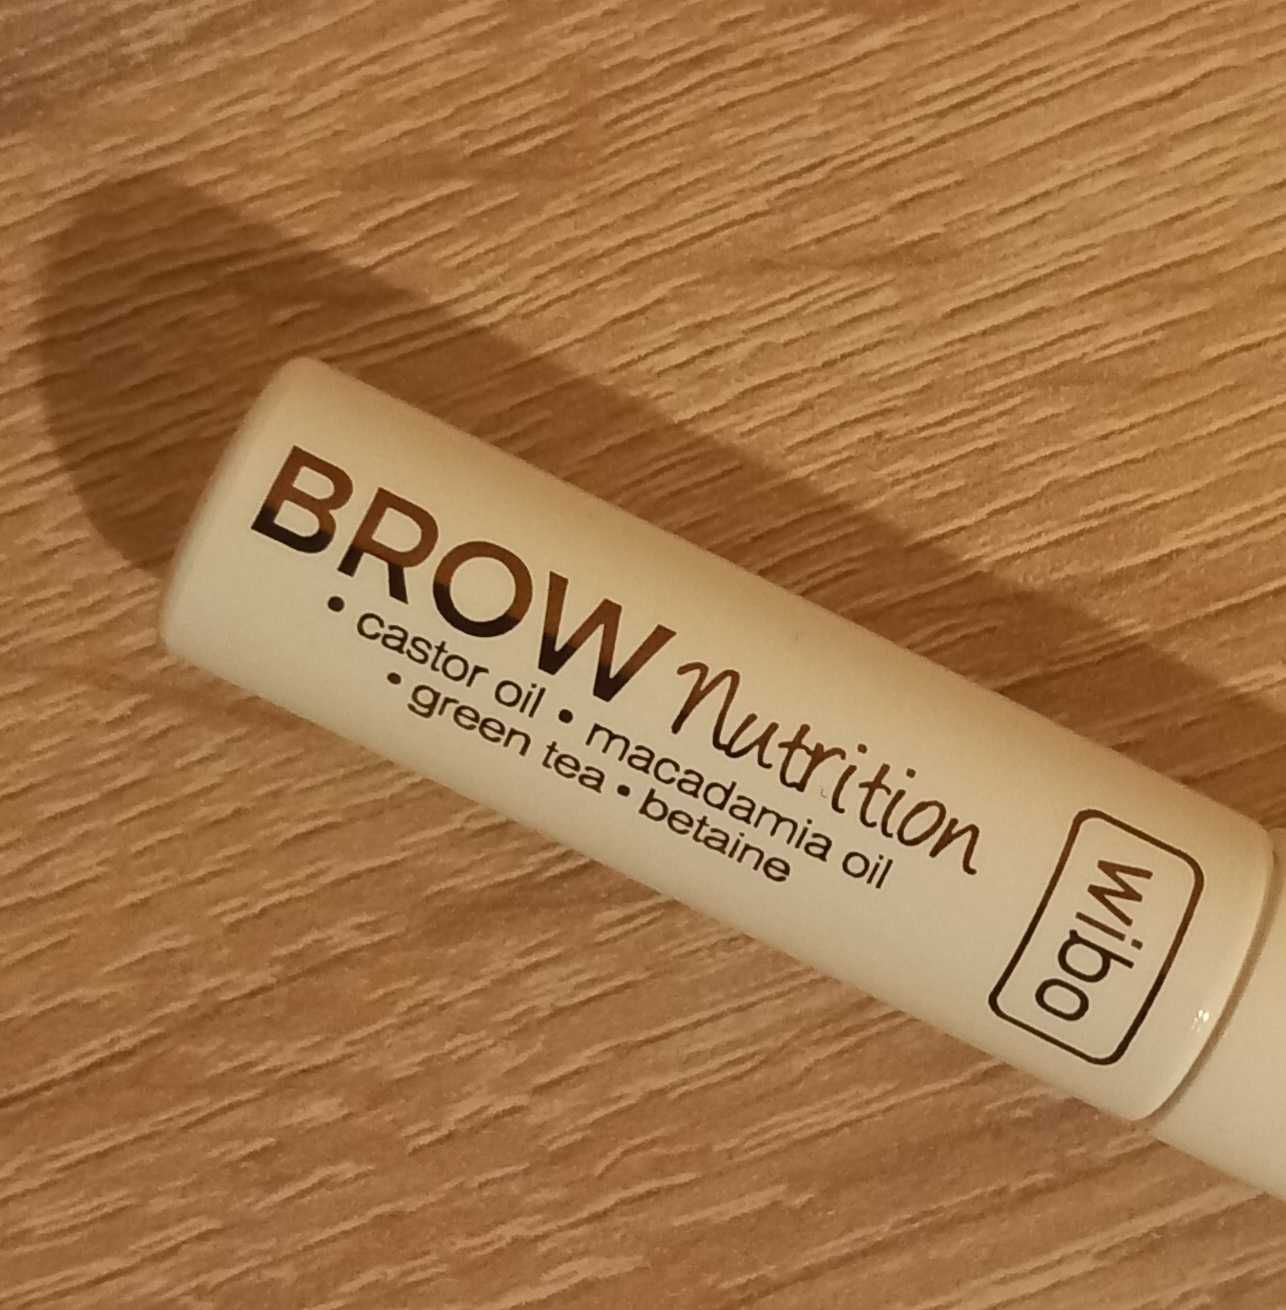 BROW Nutrition
• castor oil • macadamia oil
• green tea • betaine
wibo